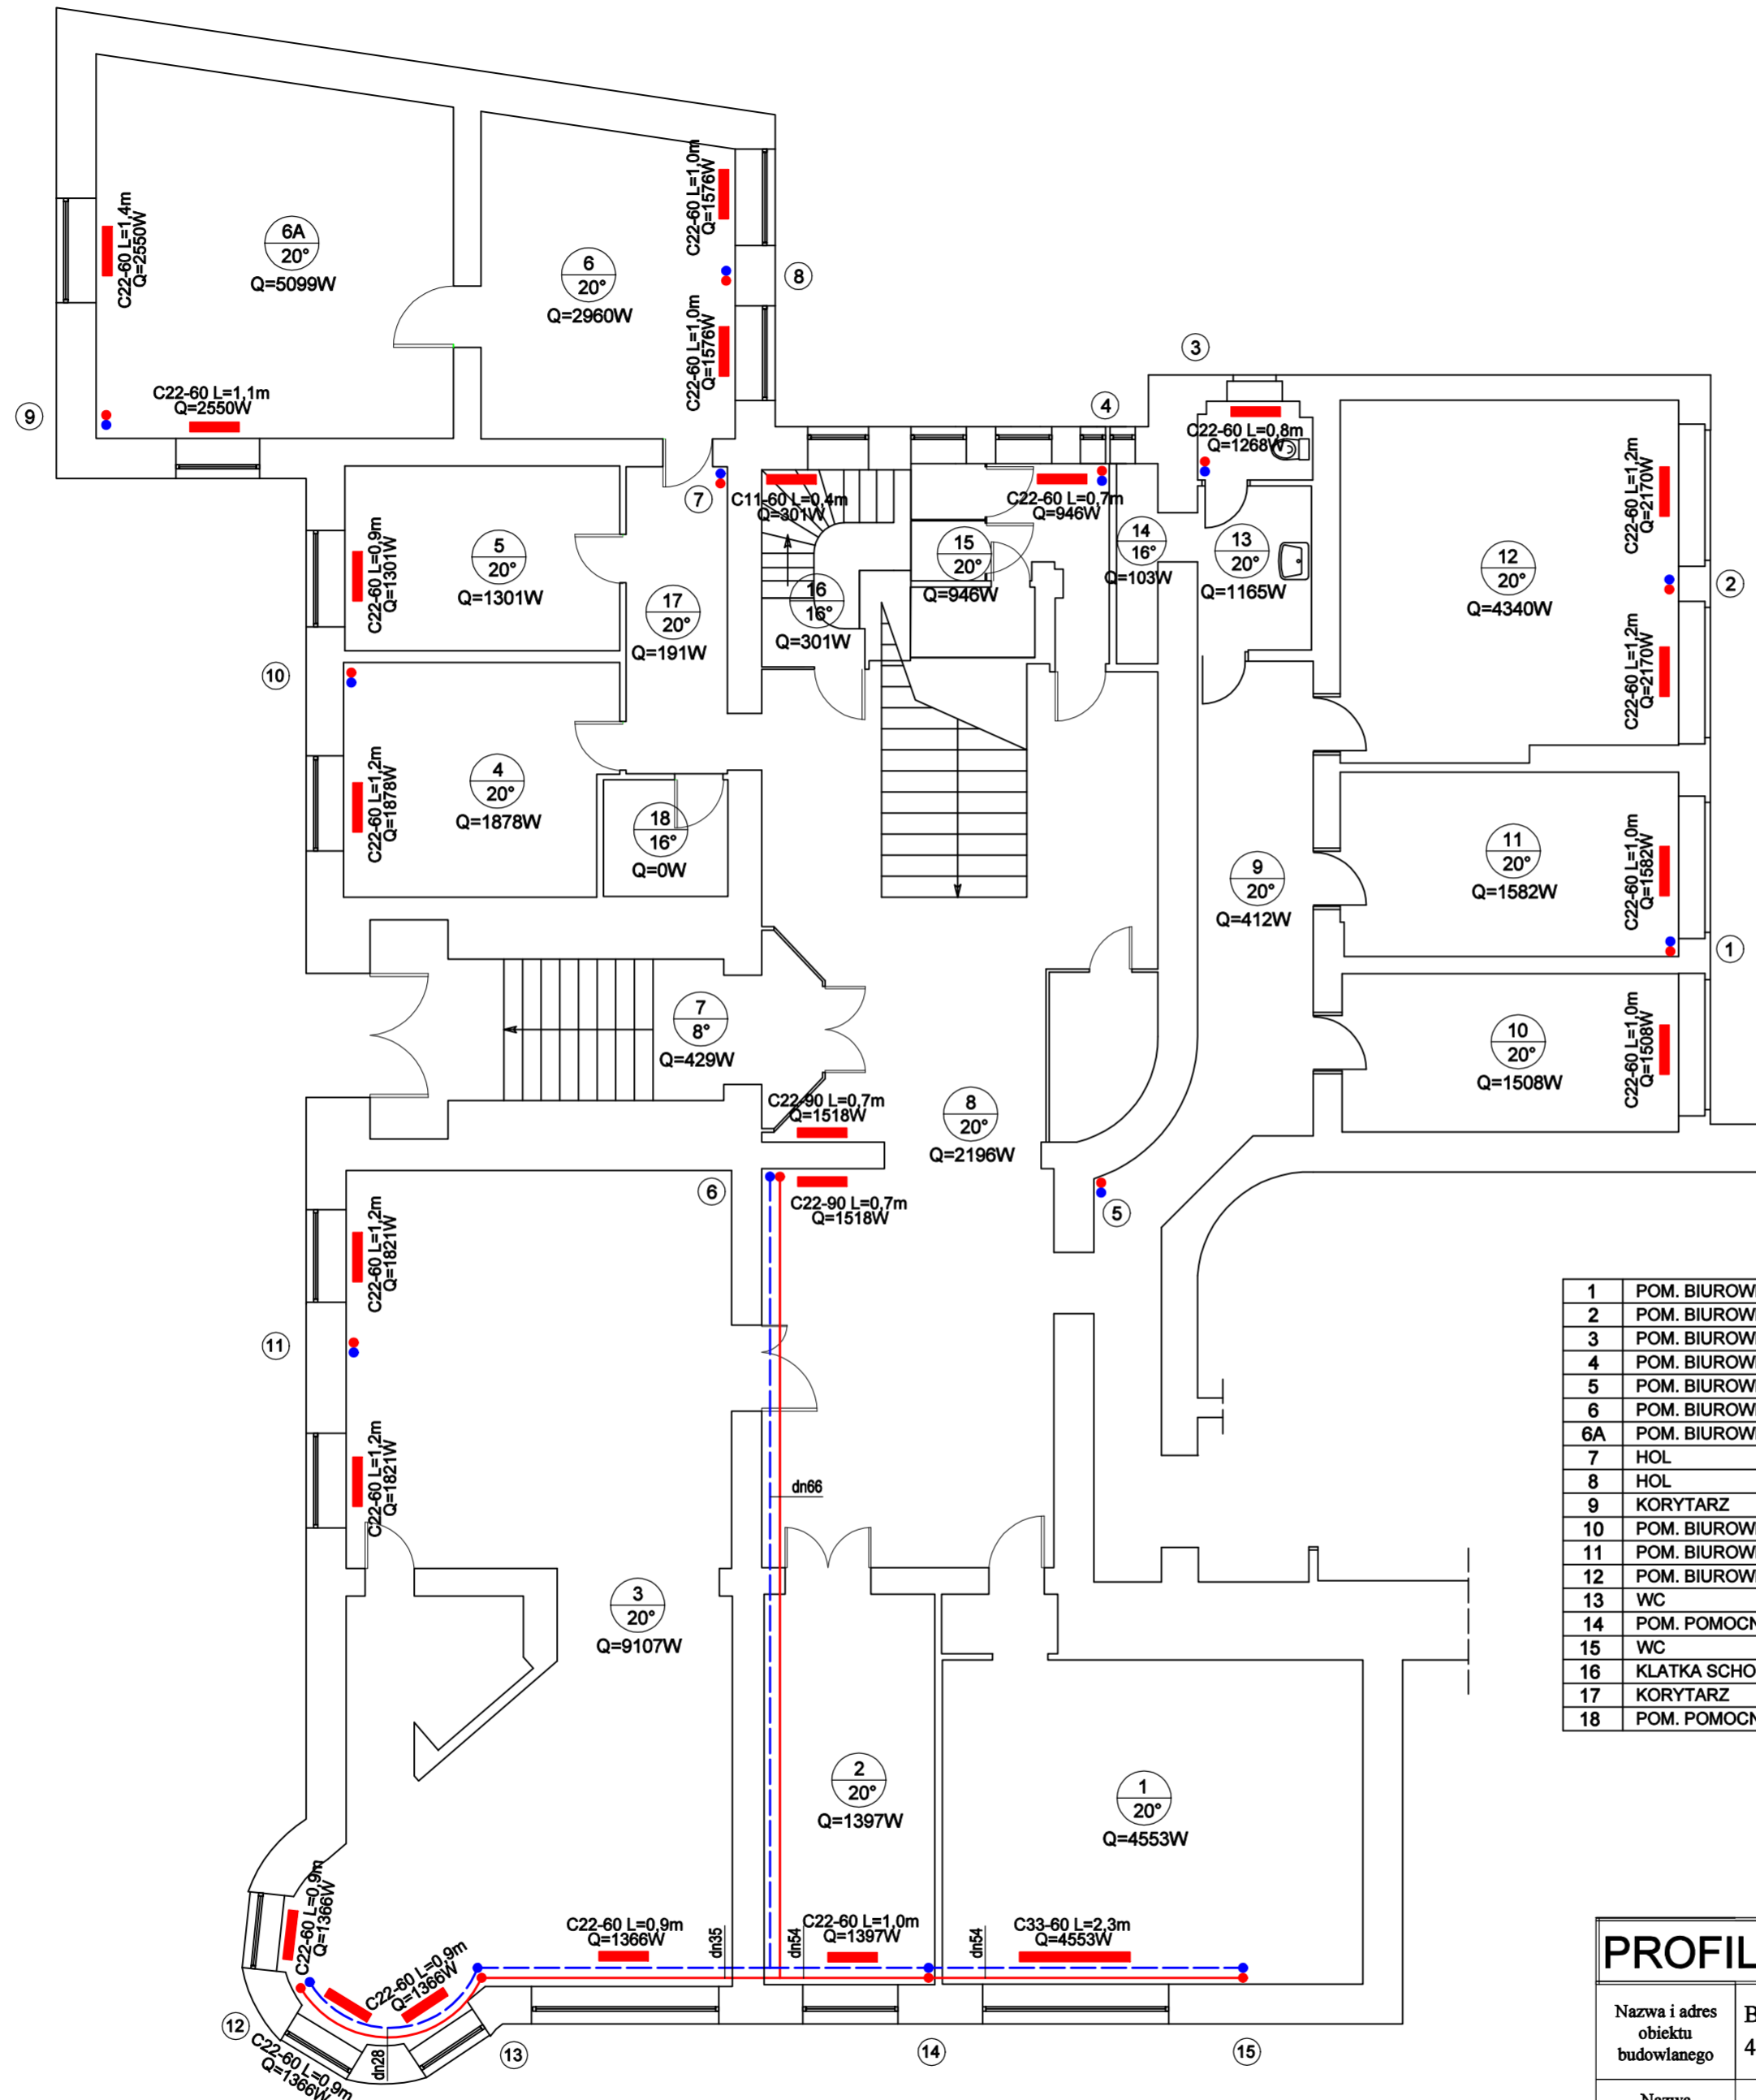 C22-60 L=1,4m
Q=2550W
6A
20°
Q=5099W
C22-60 L=1,1m
Q=2550W
9
6
20°
Q=2960W
C22-60 L=1,0m
Q=1576W
C22-60 L=1,0m
Q=1576W
8
3
4
C22-60 L=0,8m
Q=1268W
7
C11-60 L=0,4m
Q=301W
C22-60 L=0,7m
Q=946W
5
20°
Q=1301W
C22-60 L=0,9m
Q=1301W
17
20°
Q=191W
16
16°
Q=301W
15
20°
Q=946W
14
16°
Q=103W
13
20°
Q=1165W
12
20°
Q=4340W
C22-60 L=1,2m
Q=2170W
C22-60 L=1,2m
Q=2170W
2
10
4
20°
Q=1878W
C22-60 L=1,2m
Q=1878W
18
16°
Q=0W
9
20°
Q=412W
11
20°
Q=1582W
C22-60 L=1,0m
Q=1582W
1
10
20°
Q=1508W
C22-60 L=1,0m
Q=1508W
7
8°
Q=429W
C22-90 L=0,7m
Q=1518W
8
20°
Q=2196W
6
C22-90 L=0,7m
Q=1518W
5
C22-60 L=1,2m
Q=1821W
11
C22-60 L=1,2m
Q=1821W
dn66
3
20°
Q=9107W
2
20°
Q=1397W
1
20°
Q=4553W
C22-60 L=0,9m
Q=1366W
C22-60 L=0,9m
Q=1366W
C22-60 L=0,9m
Q=1366W
C22-60 L=0,9m
Q=1366W
dn35
dn54
C22-60 L=1,0m
Q=1397W
dn54
C33-60 L=2,3m
Q=4553W
dn28
12
13
14
15
1 POM. BIUROW
2 POM. BIUROW
3 POM. BIUROW
4 POM. BIUROW
5 POM. BIUROW
6 POM. BIUROW
6A POM. BIUROW
7 HOL
8 HOL
9 KORYTARZ
10 POM. BIUROW
11 POM. BIUROW
12 POM. BIUROW
13 WC
14 POM. POMOCN
15 WC
16 KLATKA SCHO
17 KORYTARZ
18 POM. POMOCN
PROFIL
Nazwa i adres
obiektu
budowlanego
B
4
Nazwa